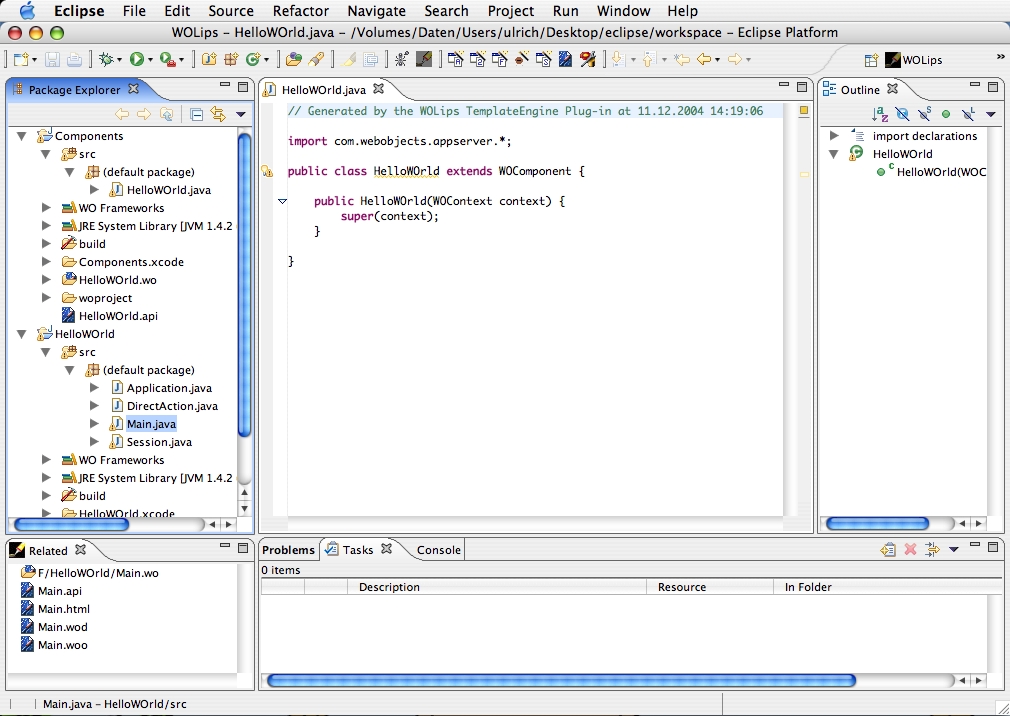 Eclipse File Edit Source Refactor Navigate Search Project Run Window Help
WOLips – HelloWOrld.java – /Volumes/Daten/Users/ulrich/Desktop/eclipse/workspace – Eclipse Platform
WOLips
Package Explorer
Components
src
(default package)
HelloWOrld.java
WO Frameworks
JRE System Library [JVM 1.4.2
build
Components.xcode
HelloWOrld.wo
woproject
HelloWOrld.api
HelloWOrld
src
(default package)
Application.java
DirectAction.java
Main.java
Session.java
WO Frameworks
JRE System Library [JVM 1.4.2
build
HelloWOrld.xcode
HelloWOrld.java
// Generated by the WOLips TemplateEngine Plug-in at 11.12.2004 14:19:06
import com.webobjects.appserver.*;
public class HelloWOrld extends WOComponent {
public HelloWOrld(WOContext context) {
super(context);
}
}
Outline
import declarations
HelloWOrld
HelloWOrld(WOC
Related
F/HelloWOrld/Main.wo
Main.api
Main.html
Main.wod
Main.woo
Problems Tasks Console
0 items
Description Resource In Folder
Main.java – HelloWOrld/src